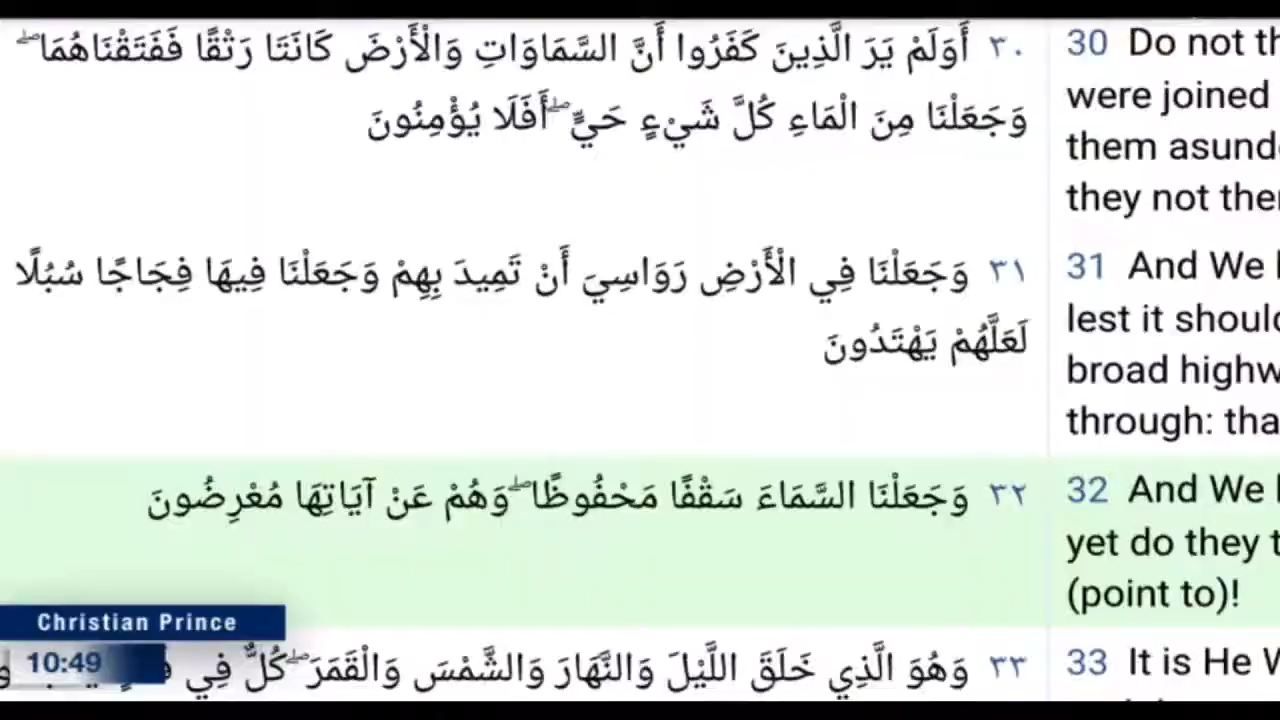 ٣٠ أَوَلَمْ يَرَ الَّذِينَ كَفَرُوا أَنَّ السَّمَاوَاتِ وَالْأَرْضَ كَانَتَا رَتْقًا فَفَتَقْنَاهُمَا ۖ
وَجَعَلْنَا مِنَ الْمَاءِ كُلَّ شَيْءٍ حَيٍّ ۖ أَفَلَا يُؤْمِنُونَ
30 Do not th
were joined
them asund
they not the
٣١ وَجَعَلْنَا فِي الْأَرْضِ رَوَاسِيَ أَنْ تَمِيدَ بِهِمْ وَجَعَلْنَا فِيهَا فِجَاجًا سُبُلًا
لَعَلَّهُمْ يَهْتَدُونَ
31 And We
lest it should
broad highw
through: tha
٣٢ وَجَعَلْنَا السَّمَاءَ سَقْفًا مَحْفُوظًا ۖ وَهُمْ عَنْ آيَاتِهَا مُعْرِضُونَ
32 And We
yet do they t
(point to)!
٣٣ وَهُوَ الَّذِي خَلَقَ اللَّيْلَ وَالنَّهَارَ وَالشَّمْسَ وَالْقَمَرَ ۖ كُلٌّ فِي
33 It is He W
Christian Prince
10:49